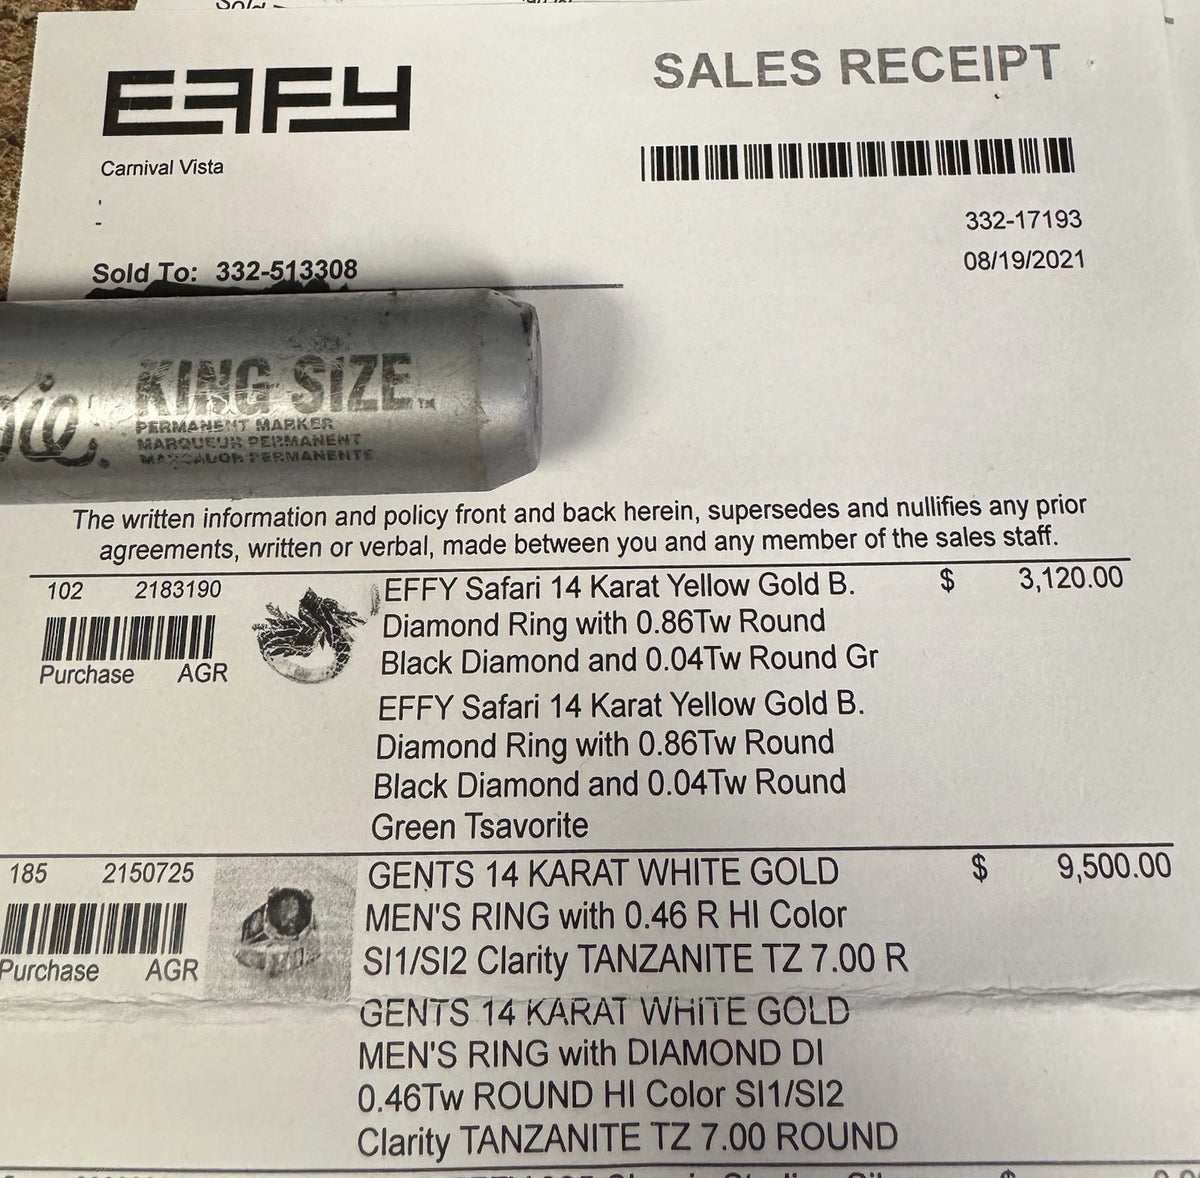 EFFY
SALES RECEIPT
Carnival Vista
332-17193
08/19/2021
Sold To: 332-513308
KING SIZE™
PERMANENT MARKER
MARQUEUR PERMANENT
MARCADOR PERMANENTE
The written information and policy front and back herein, supersedes and nullifies any prior
agreements, written or verbal, made between you and any member of the sales staff.
102 2183190 EFFY Safari 14 Karat Yellow Gold B. $ 3,120.00
Diamond Ring with 0.86Tw Round
Purchase AGR Black Diamond and 0.04Tw Round Gr
EFFY Safari 14 Karat Yellow Gold B.
Diamond Ring with 0.86Tw Round
Black Diamond and 0.04Tw Round
Green Tsavorite
185 2150725 GENTS 14 KARAT WHITE GOLD $ 9,500.00
MEN'S RING with 0.46 R HI Color
Purchase AGR SI1/SI2 Clarity TANZANITE TZ 7.00 R
GENTS 14 KARAT WHITE GOLD
MEN'S RING with DIAMOND DI
0.46Tw ROUND HI Color SI1/SI2
Clarity TANZANITE TZ 7.00 ROUND